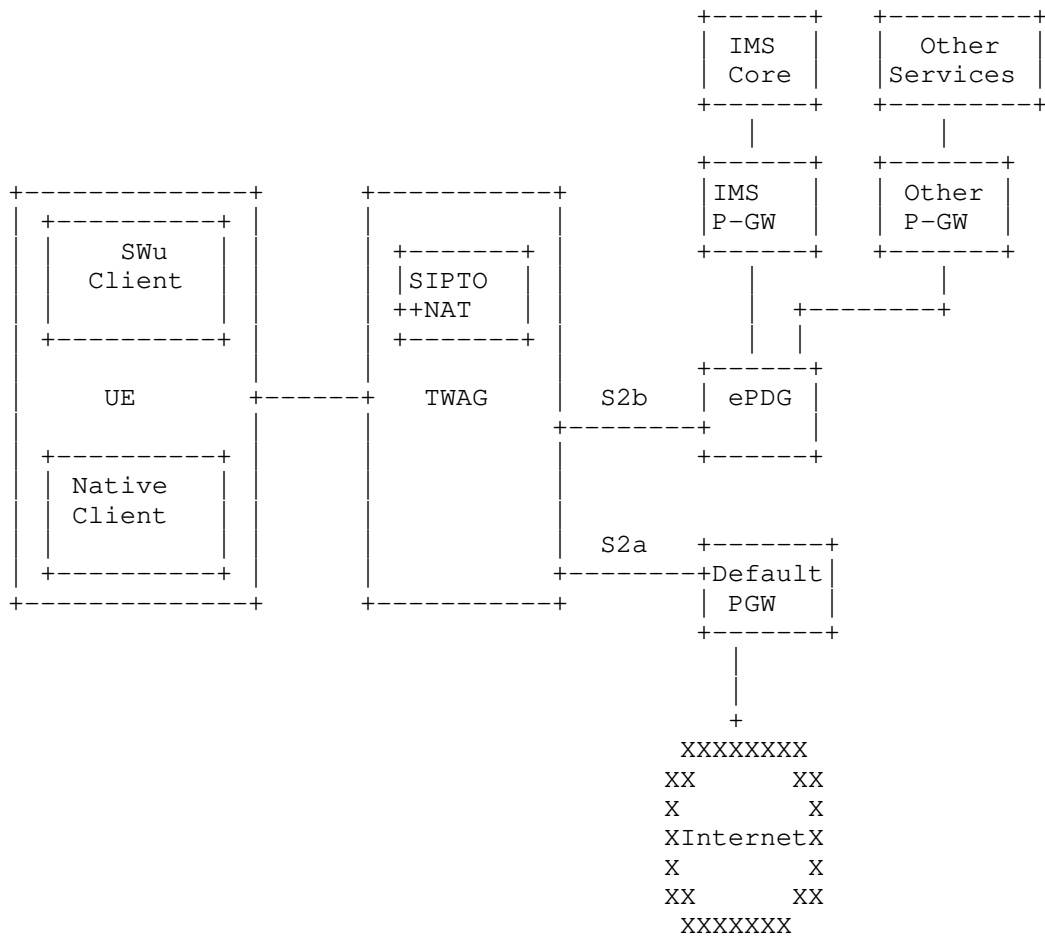 IMS
Core
Other
Services
IMS
P-GW
Other
P-GW
SWu
Client
SIPTO
++NAT
UE
TWAG
S2b
ePDG
Native
Client
S2a
Default
PGW
Internet